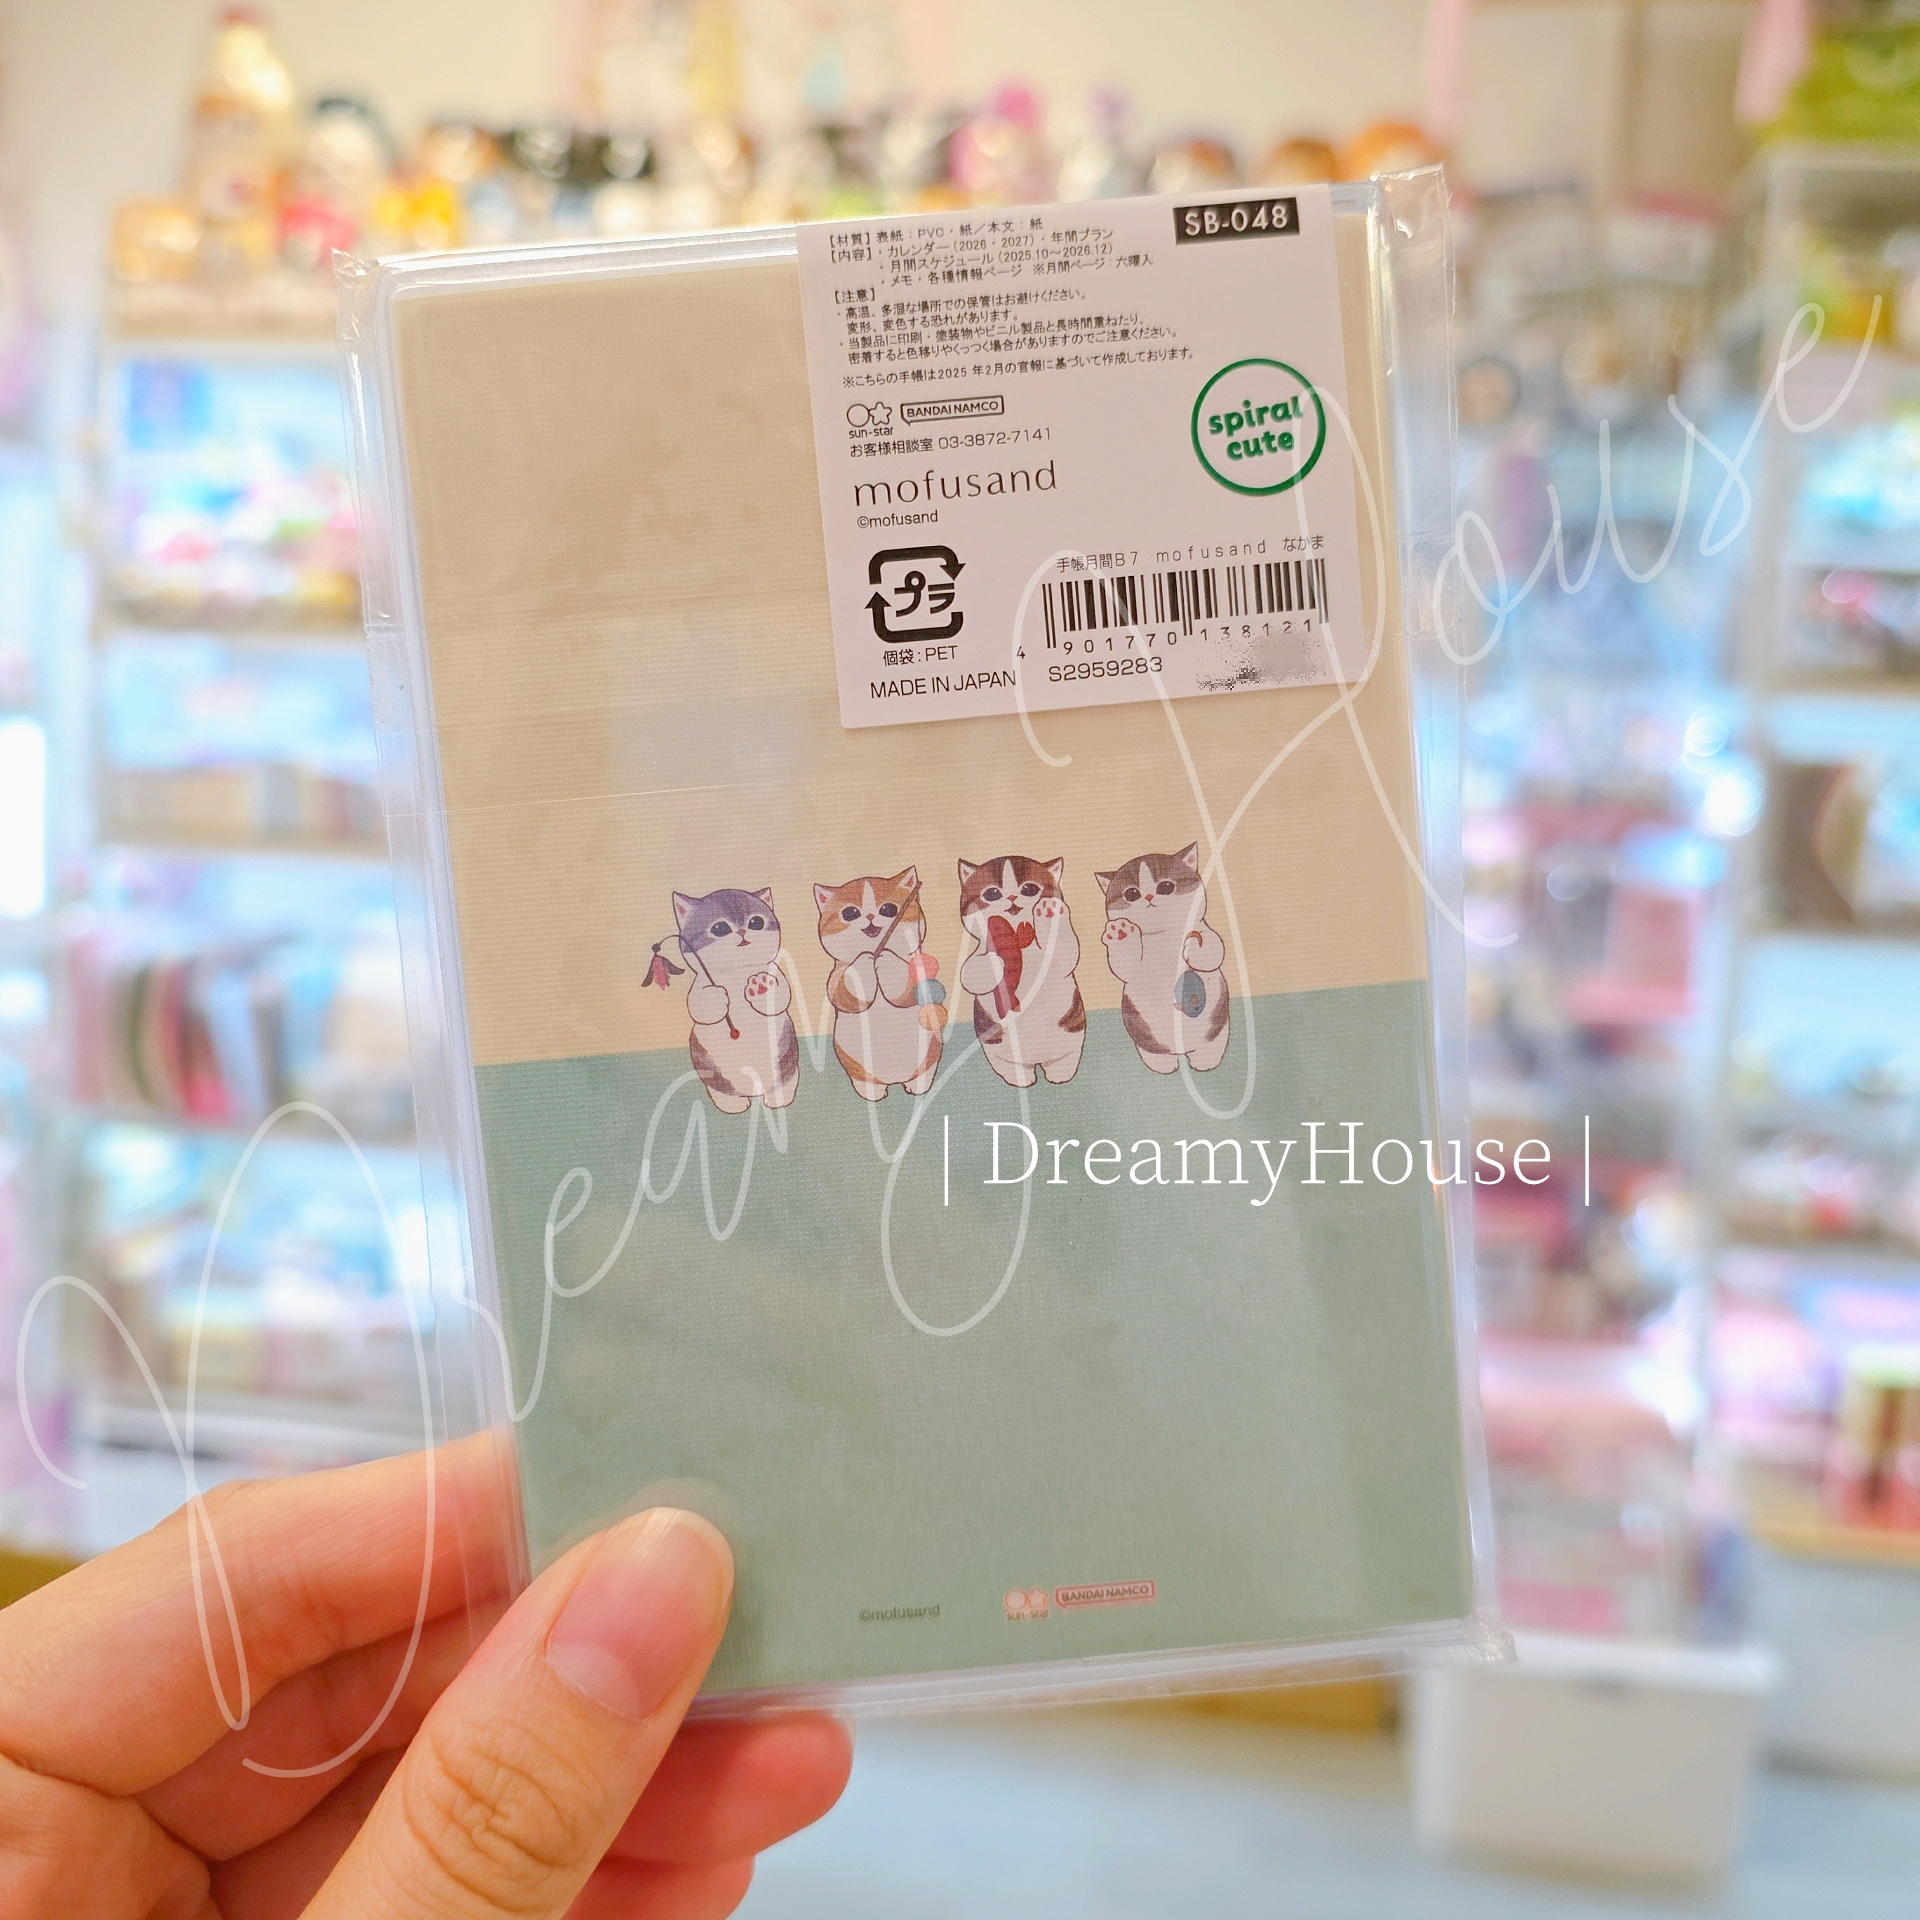 SB-048
【材質】表紙：PVC・紙／本文：紙
【内容】・カレンダー（2026・2027）・年間プラン
・月間スケジュール（2025.10～2026.12）
・メモ・各種情報ページ ※月間ページ：六曜入
【注意】
・高温、多湿な場所での保管はお避けください。
変形、変色する恐れがあります。
・当製品に印刷・塗装物やビニル製品と長時間重ねたり、
密着すると色移りやくっつく場合がありますのでご注意ください。
※こちらの手帳は2025年2月の官報に基づいて作成しております。
sun-star BANDAI NAMCO
お客様相談室 03-3872-7141
spiral
cute
mofusand
©mofusand
手帳月間B7 mofusand なかま
4 901770 138121
プラ
個袋：PET
MADE IN JAPAN S2959283
Dreamy House
| DreamyHouse |
©mofusand sun-star BANDAI NAMCO